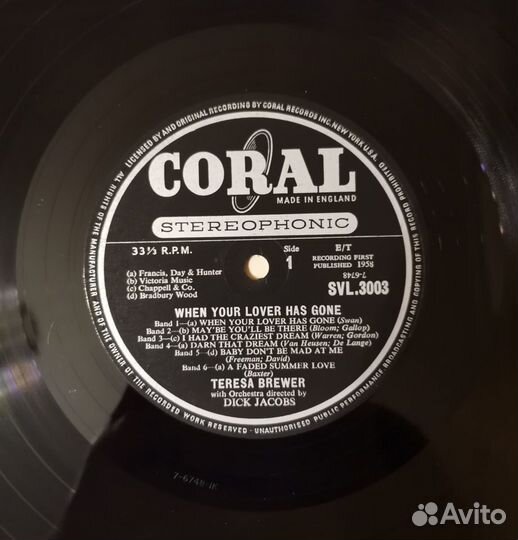 LICENSED BY AND ORIGINAL RECORDING BY CORAL RECORDS INC. NEW YORK U.S.A.
ALL RIGHTS OF THE MANUFACTURER AND OF THE OWNER OF THE RECORDED WORK RESERVED - UNAUTHORISED PUBLIC PERFORMANCE BROADCASTING AND COPYING OF THIS RECORD PROHIBITED
CORAL
MADE IN ENGLAND
STEREOPHONIC
33⅓ R.P.M.
Side
1
E/T
RECORDING FIRST
PUBLISHED 1958
7-6748
SVL.3003
(a) Francis, Day & Hunter
(b) Victoria Music
(c) Chappell & Co.
(d) Bradbury Wood
WHEN YOUR LOVER HAS GONE
Band 1—(a) WHEN YOUR LOVER HAS GONE (Swan)
Band 2—(b) MAY BE YOU'LL BE THERE (Bloom; Gallop)
Band 3—(c) I HAD THE CRAZIEST DREAM (Warren; Gordon)
Band 4—(a) DARN THAT DREAM (Van Heusen; De Lange)
Band 5—(d) BABY DON'T BE MAD AT ME
(Freeman; David)
Band 6—(a) A FADED SUMMER LOVE
(Baxter)
TERESA BREWER
with Orchestra directed by
DICK JACOBS
7-6748-1K
Avito